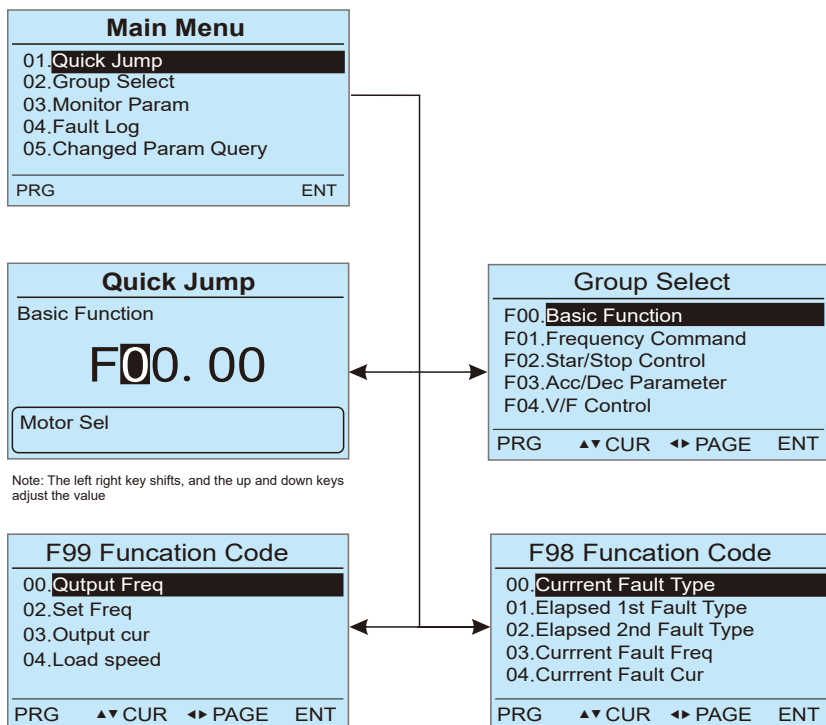 Main Menu
01.Quick Jump
02.Group Select
03.Monitor Param
04.Fault Log
05.Changed Param Query
PRG ENT
Quick Jump
Basic Function
F00. 00
Motor Sel
Note: The left right key shifts, and the up and down keys
adjust the value
Group Select
F00.Basic Function
F01.Frequency Command
F02.Star/Stop Control
F03.Acc/Dec Parameter
F04.V/F Control
PRG ▲▼ CUR ◄► PAGE ENT
F99 Funcation Code
00.Qutput Freq
02.Set Freq
03.Output cur
04.Load speed
PRG ▲▼ CUR ◄► PAGE ENT
F98 Funcation Code
00.Currrent Fault Type
01.Elapsed 1st Fault Type
02.Elapsed 2nd Fault Type
03.Currrent Fault Freq
04.Currrent Fault Cur
PRG ▲▼ CUR ◄► PAGE ENT